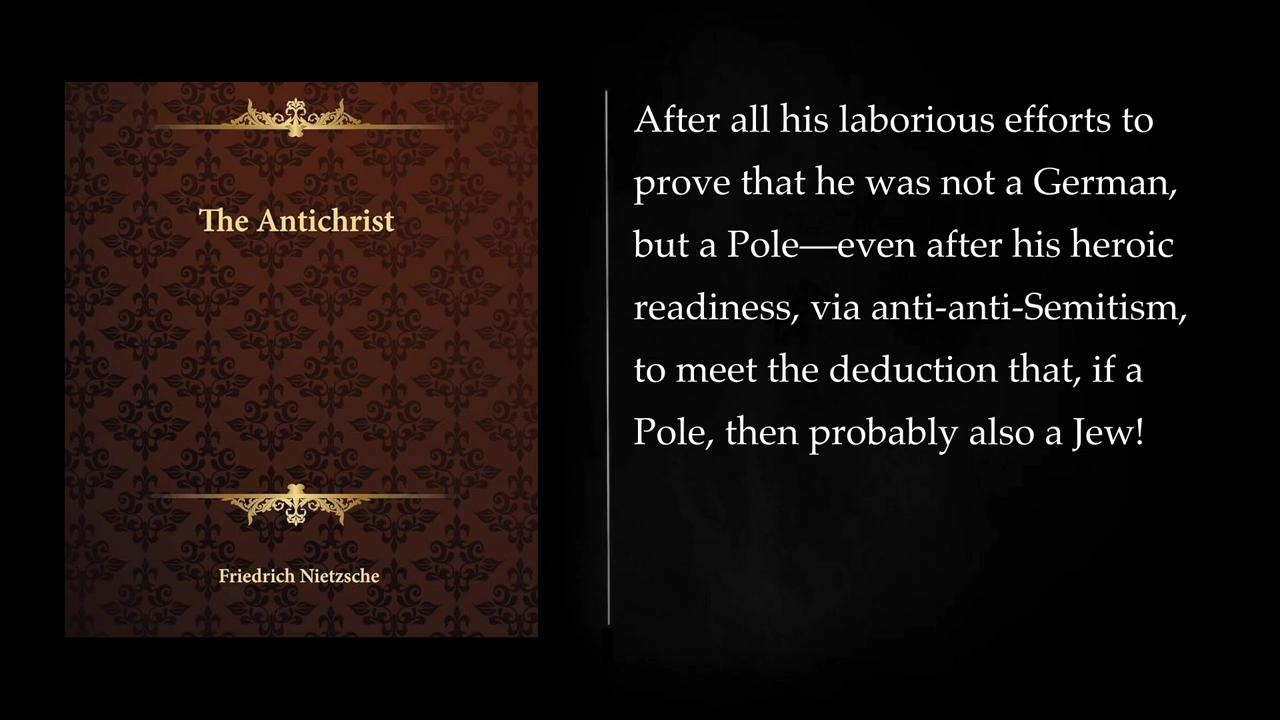 The Antichrist
Friedrich Nietzsche
After all his laborious efforts to
prove that he was not a German,
but a Pole—even after his heroic
readiness, via anti-anti-Semitism,
to meet the deduction that, if a
Pole, then probably also a Jew!